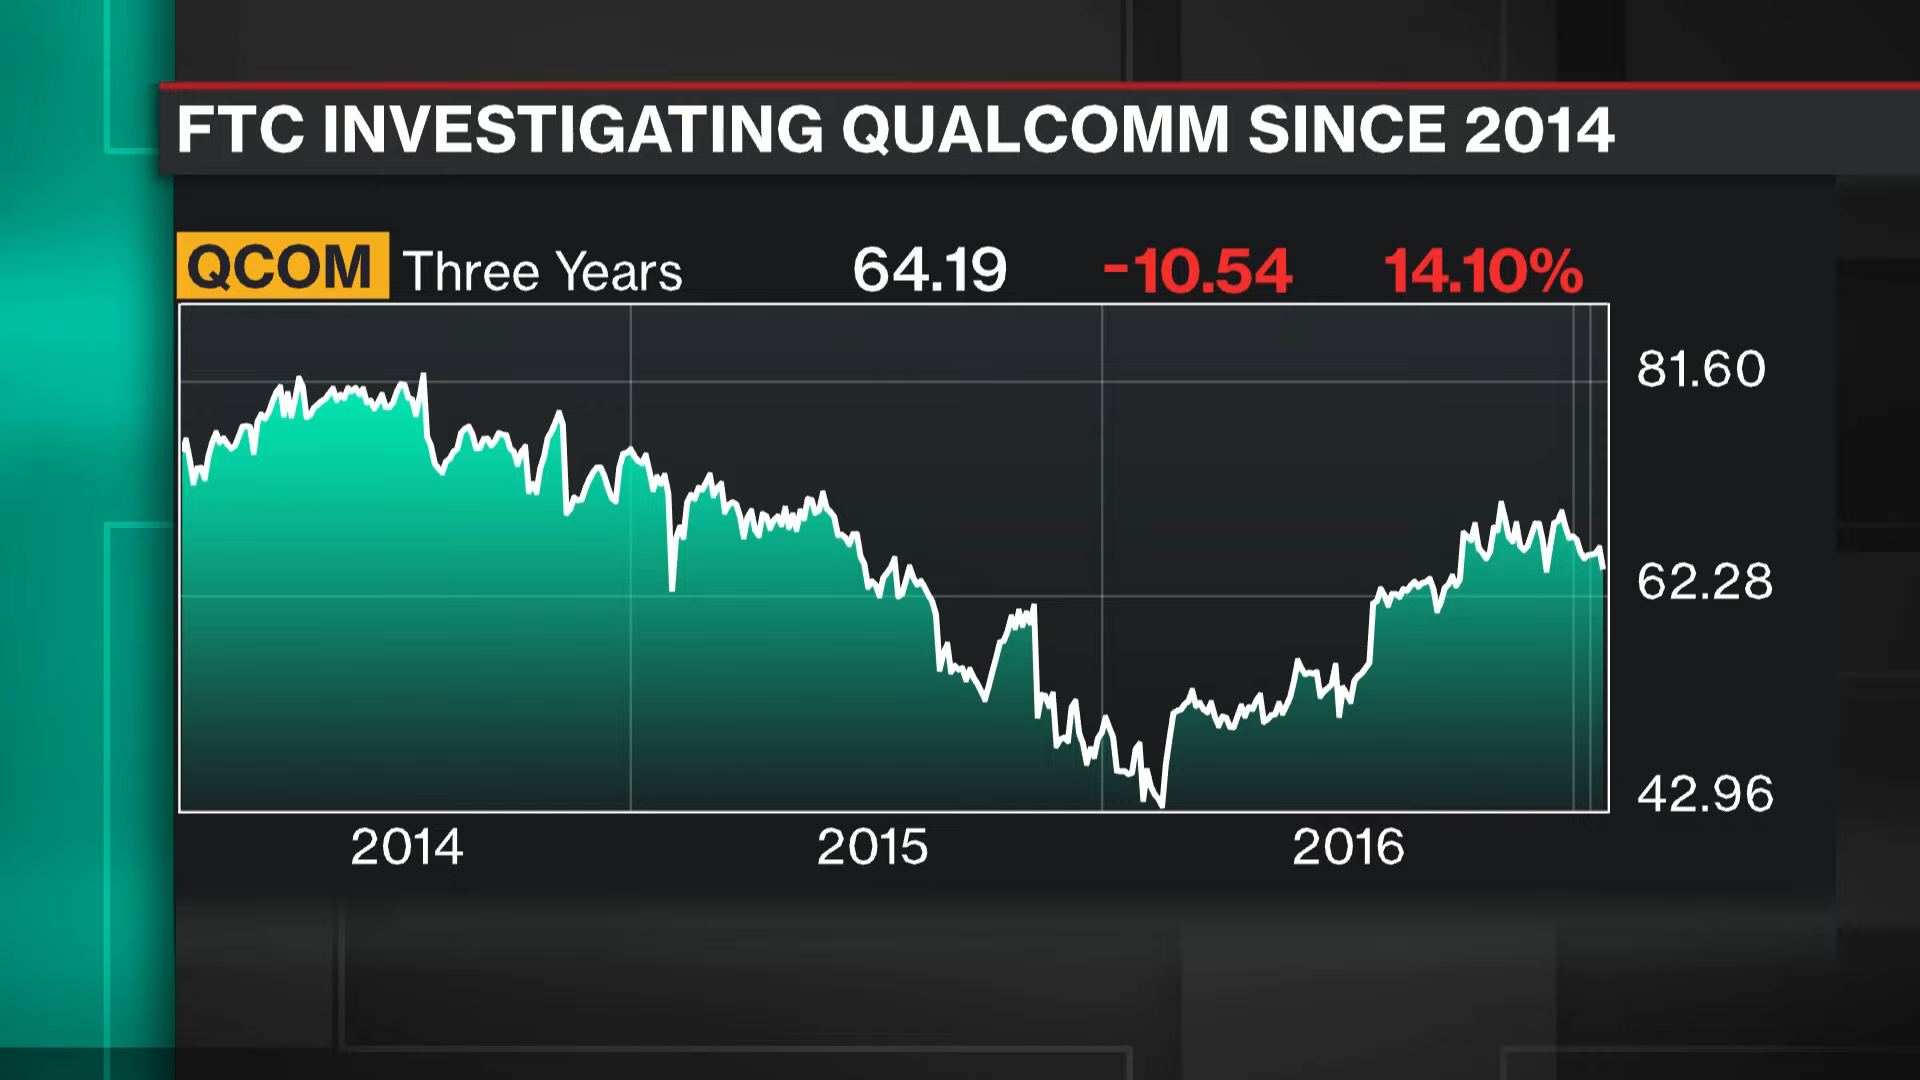 FTC INVESTIGATING QUALCOMM SINCE 2014
QCOM Three Years 64.19 -10.54 14.10%
81.60
62.28
42.96
2014 2015 2016